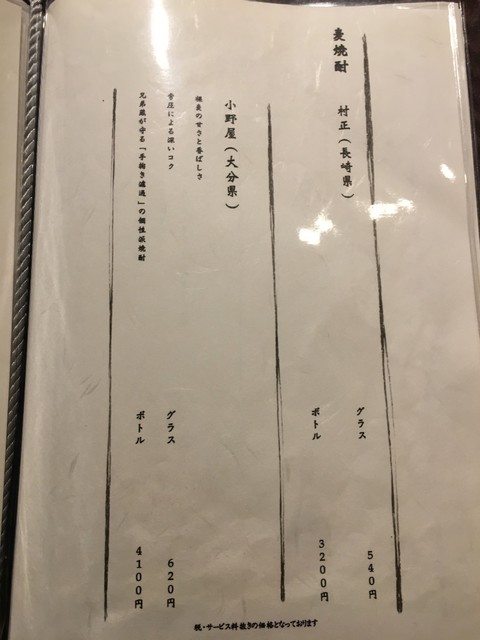 麦焼酎
村正(長崎県)
グラス 540円
ボトル 3200円
小野屋(大分県)
裸麦の甘さと香ばしさ
常圧による深いコク
兄弟蔵が守る「手掬き濾過」の個性派焼酎
グラス 620円
ボトル 4100円
税・サービス料抜きの価格となっております